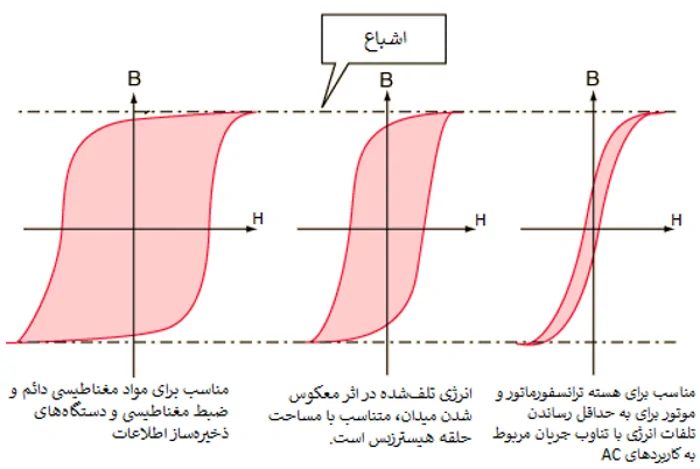 اشباع
B
H
B
H
B
H
مناسب برای مواد مغناطیسی دائم و
ضبط مغناطیسی و دستگاه‌های
ذخیره‌ساز اطلاعات
انرژی تلف‌شده در اثر معکوس
شدن میدان، متناسب با مساحت
حلقه هیسترزیس است.
مناسب برای هسته ترانسفورماتور و
موتور برای به حداقل رساندن
تلفات انرژی با تناوب جریان مربوط
به کاربردهای AC